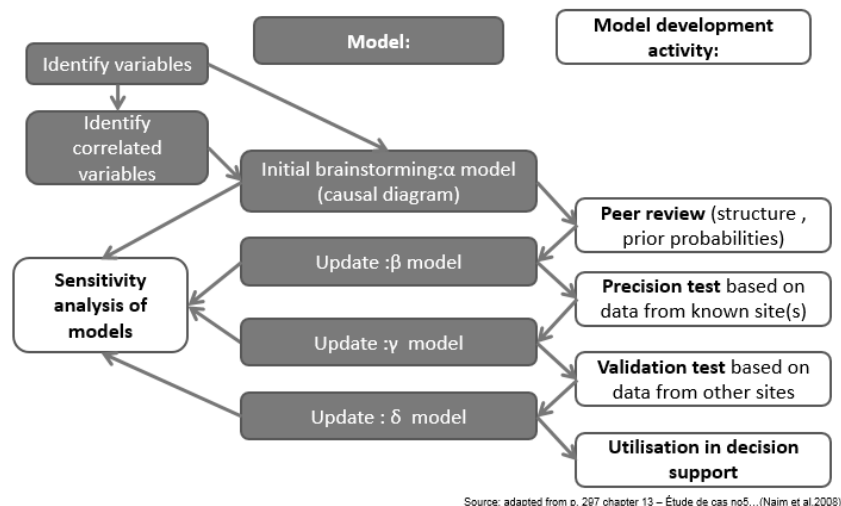 Model:
Model development
activity:
Identify variables
Identify
correlated
variables
Initial brainstorming:α model
(causal diagram)
Peer review (structure ,
prior probabilities)
Update :β model
Sensitivity
analysis of
models
Precision test based on
data from known site(s)
Update :γ  model
Validation test based on
data from other sites
Update : δ  model
Utilisation in decision
support
Source: adapted from p. 297 chapter 13 – Étude de cas no5...(Naim et al.2008)